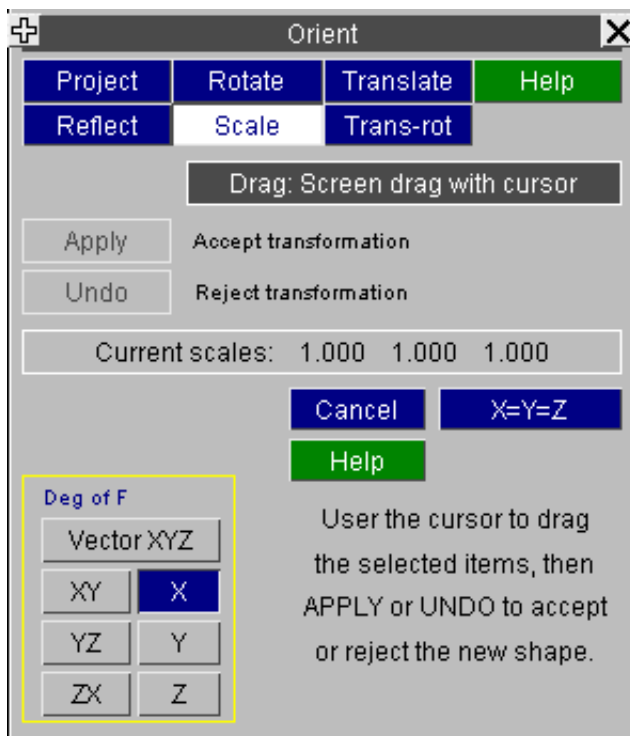 Orient
Project Rotate Translate Help
Reflect Scale Trans-rot
Drag: Screen drag with cursor
Apply Accept transformation
Undo Reject transformation
Current scales: 1.000 1.000 1.000
Cancel X=Y=Z
Help
Deg of F
Vector XYZ
XY X
YZ Y
ZX Z
User the cursor to drag
the selected items, then
APPLY or UNDO to accept
or reject the new shape.